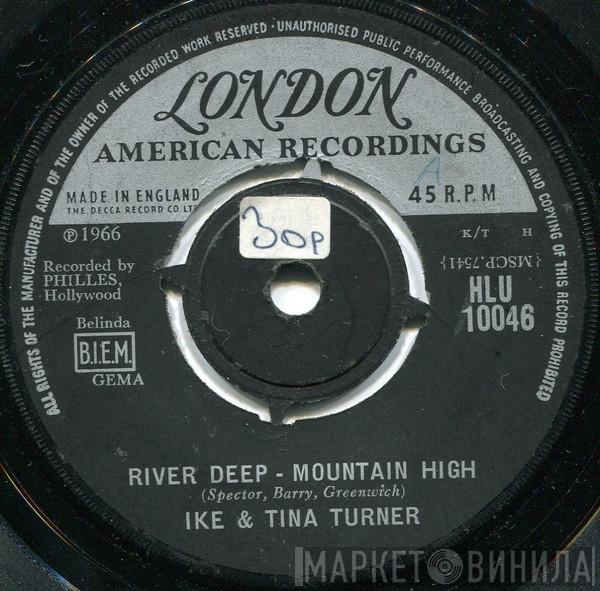 ALL RIGHTS OF THE MANUFACTURER AND OF THE OWNER OF THE RECORDED WORK RESERVED · UNAUTHORISED PUBLIC PERFORMANCE BROADCASTING AND COPYING OF THIS RECORD PROHIBITED
LONDON
AMERICAN RECORDINGS
A
MADE IN ENGLAND
THE DECCA RECORD CO LT
45 R.P.M
30P
℗ 1966
K/T H
Recorded by
PHILLES,
Hollywood
{MSCP.7541}
HLU
10046
Belinda
B.I.E.M.
GEMA
RIVER DEEP - MOUNTAIN HIGH
(Spector, Barry, Greenwich)
IKE & TINA TURNER
МАРКЕТ ВИНИЛА